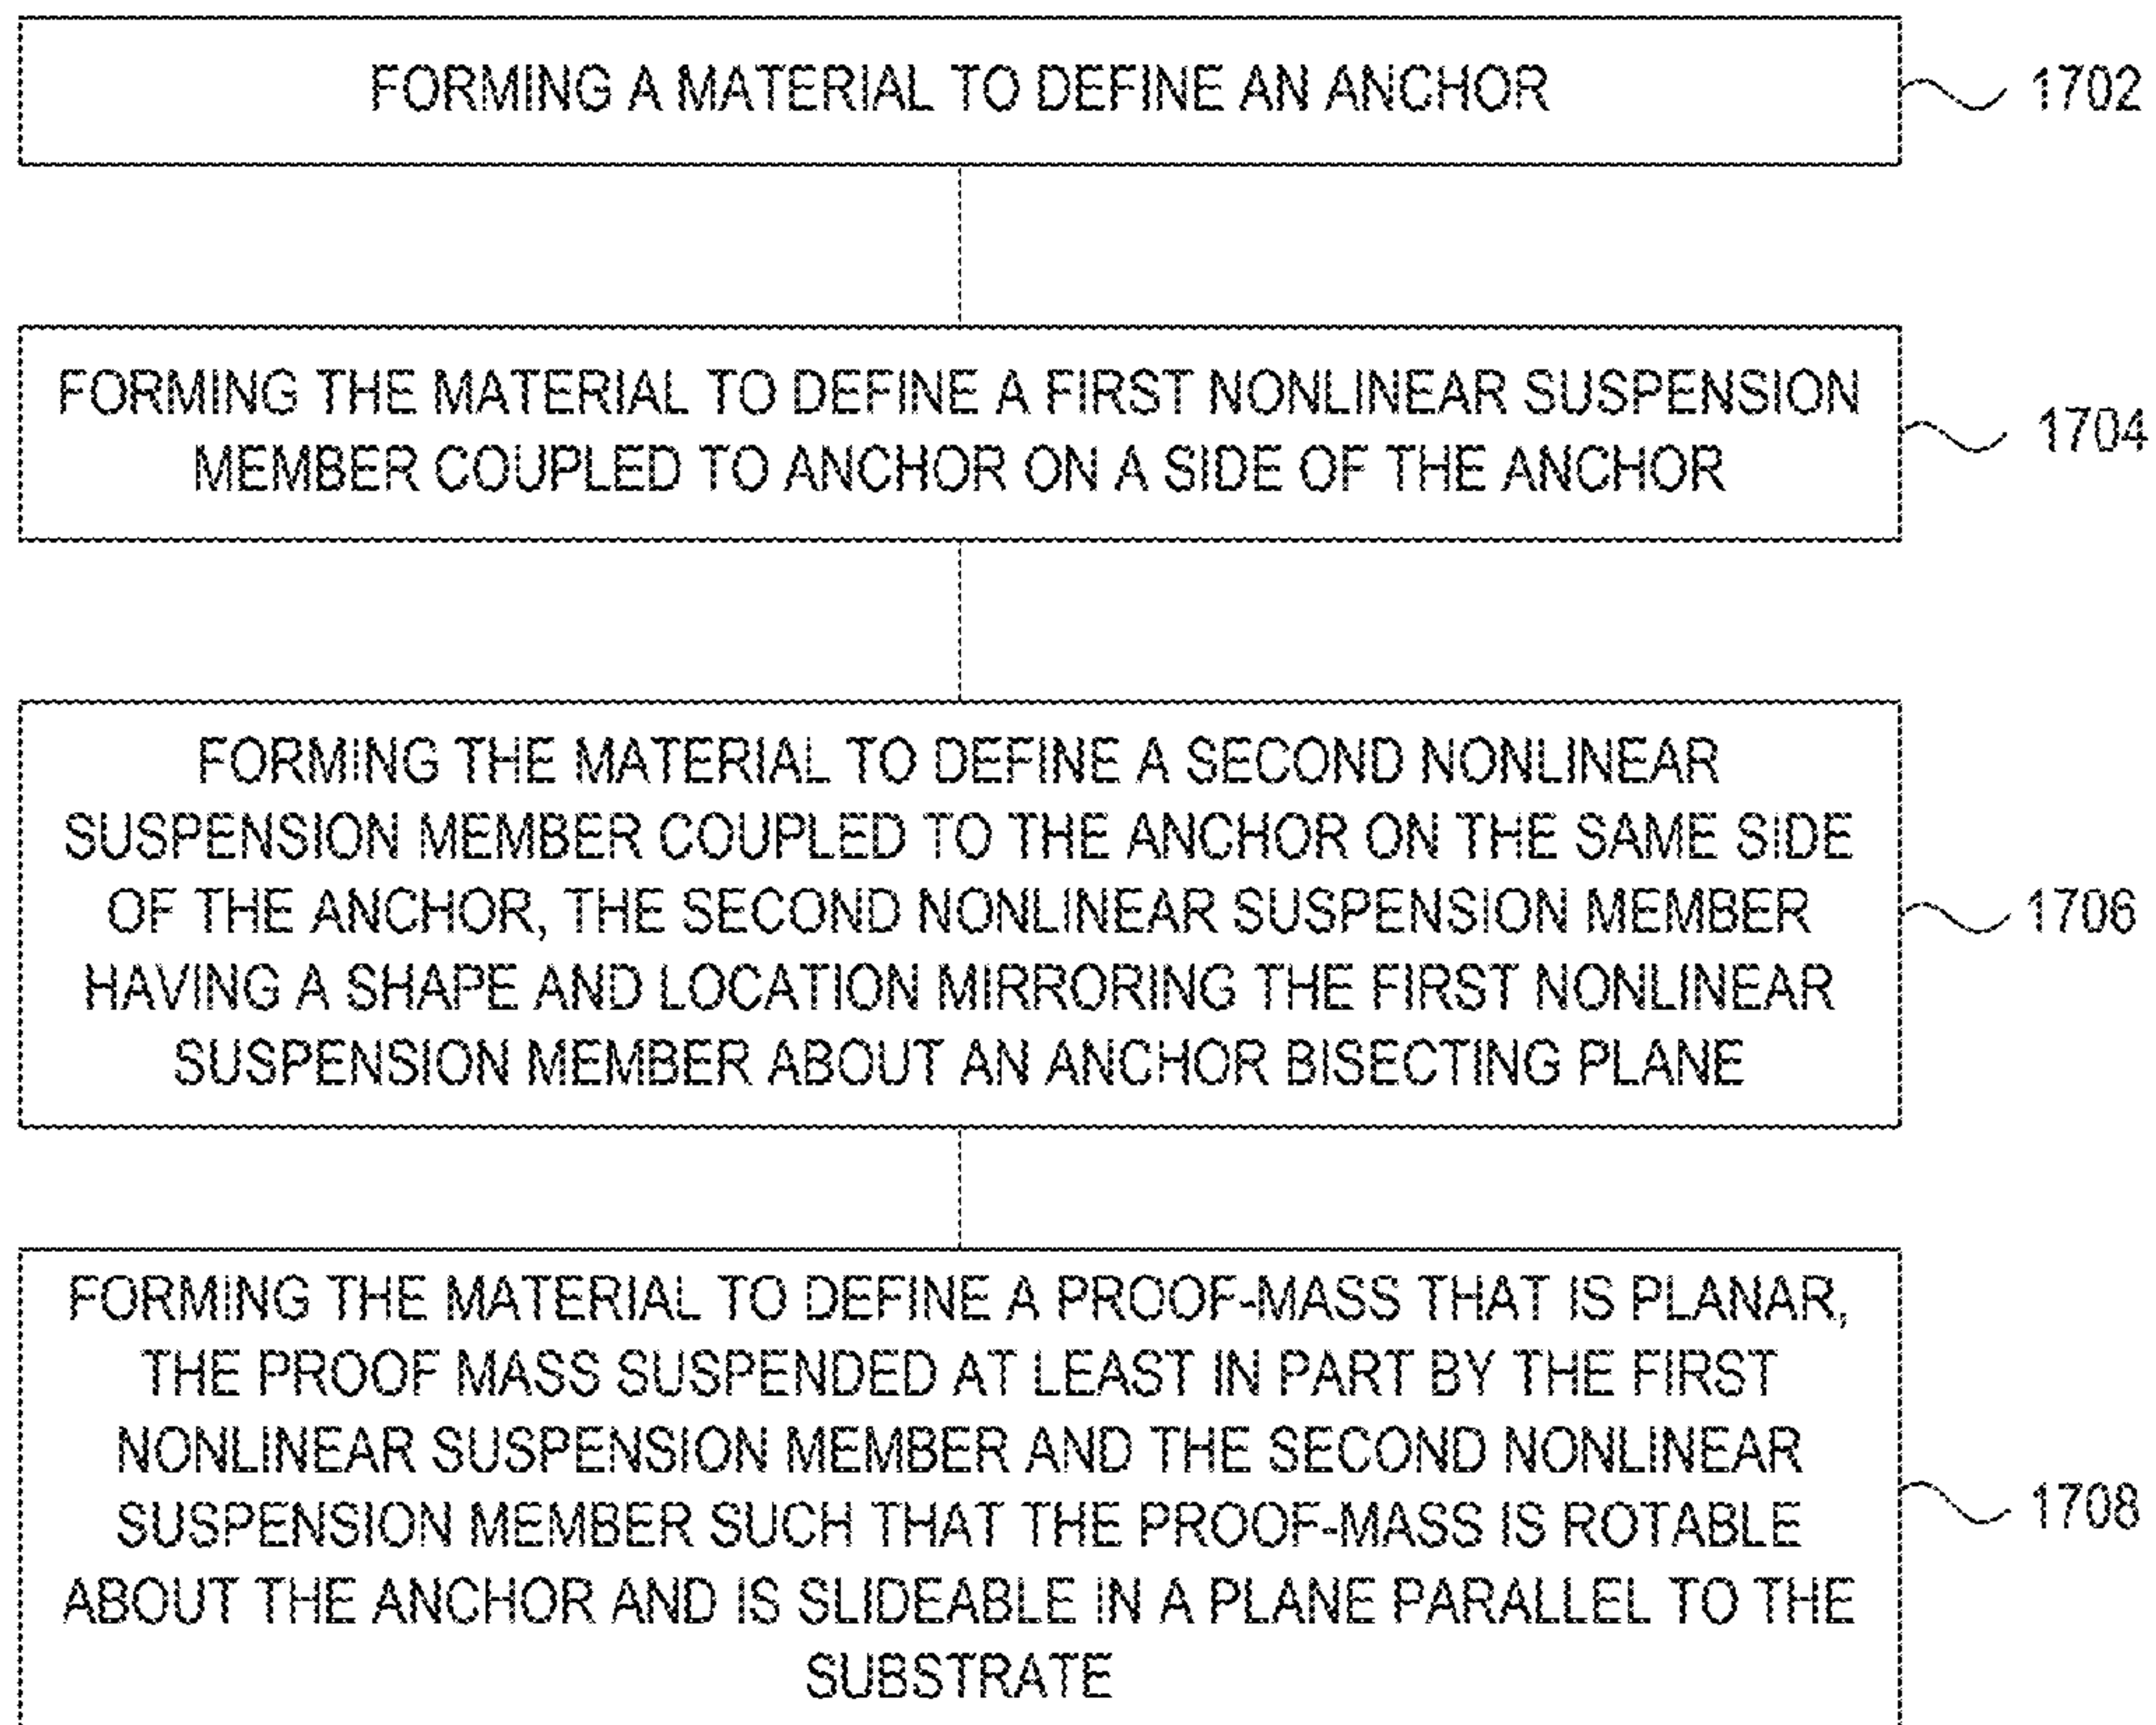 FORMING A MATERIAL TO DEFINE AN ANCHOR
1702
FORMING THE MATERIAL TO DEFINE A FIRST NONLINEAR SUSPENSION
MEMBER COUPLED TO ANCHOR ON A SIDE OF THE ANCHOR
1704
FORMING THE MATERIAL TO DEFINE A SECOND NONLINEAR
SUSPENSION MEMBER COUPLED TO THE ANCHOR ON THE SAME SIDE
OF THE ANCHOR, THE SECOND NONLINEAR SUSPENSION MEMBER
HAVING A SHAPE AND LOCATION MIRRORING THE FIRST NONLINEAR
SUSPENSION MEMBER ABOUT AN ANCHOR BISECTING PLANE
1706
FORMING THE MATERIAL TO DEFINE A PROOF-MASS THAT IS PLANAR,
THE PROOF MASS SUSPENDED AT LEAST IN PART BY THE FIRST
NONLINEAR SUSPENSION MEMBER AND THE SECOND NONLINEAR
SUSPENSION MEMBER SUCH THAT THE PROOF-MASS IS ROTABLE
ABOUT THE ANCHOR AND IS SLIDEABLE IN A PLANE PARALLEL TO THE
SUBSTRATE
1708